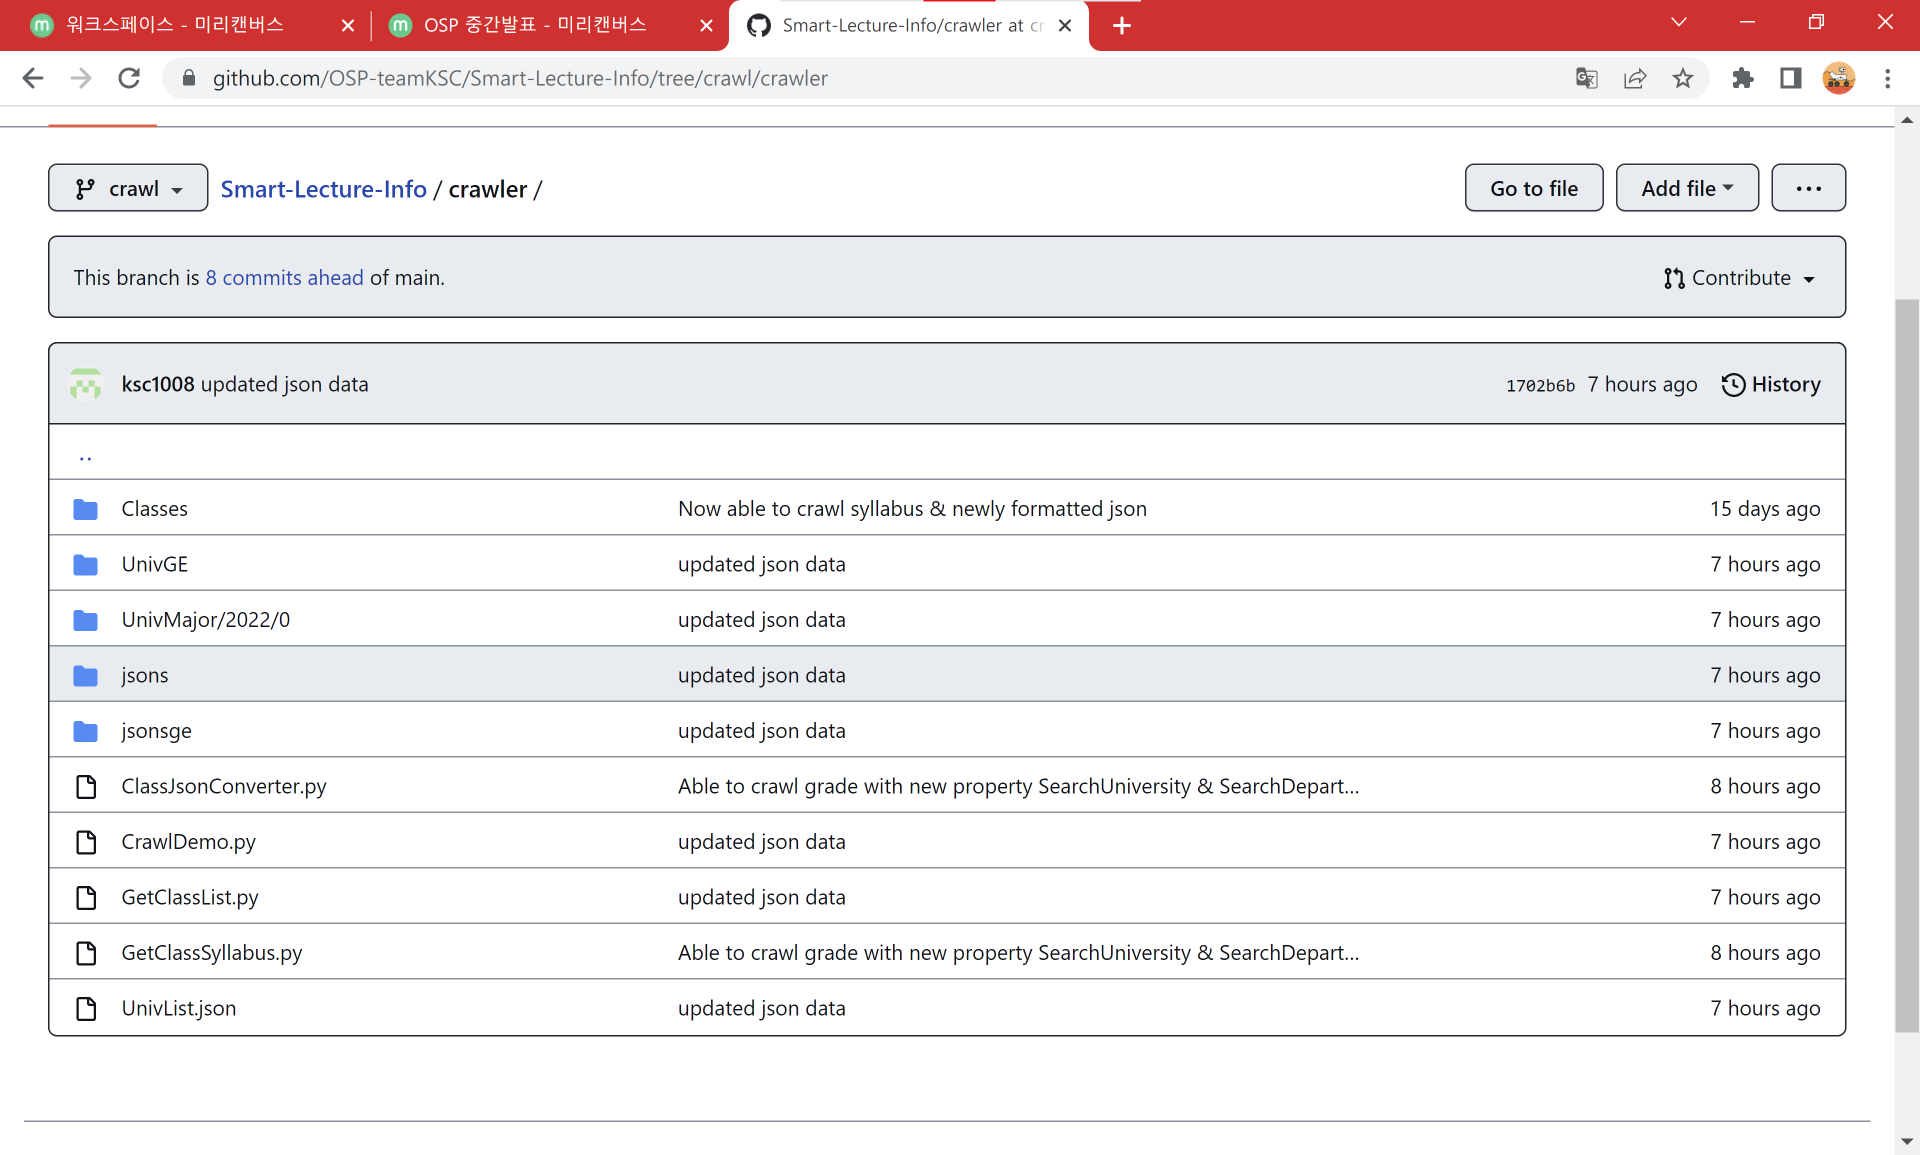 워크스페이스 - 미리캔버스
OSP 중간발표 - 미리캔버스
Smart-Lecture-Info/crawler at cr
github.com/OSP-teamKSC/Smart-Lecture-Info/tree/crawl/crawler
crawl Smart-Lecture-Info / crawler / Go to file Add file ...
This branch is 8 commits ahead of main. Contribute
ksc1008 updated json data 1702b6b 7 hours ago History
..
Classes Now able to crawl syllabus & newly formatted json 15 days ago
UnivGE updated json data 7 hours ago
UnivMajor/2022/0 updated json data 7 hours ago
jsons updated json data 7 hours ago
jsonsge updated json data 7 hours ago
ClassJsonConverter.py Able to crawl grade with new property SearchUniversity & SearchDepart... 8 hours ago
CrawlDemo.py updated json data 7 hours ago
GetClassList.py updated json data 7 hours ago
GetClassSyllabus.py Able to crawl grade with new property SearchUniversity & SearchDepart... 8 hours ago
UnivList.json updated json data 7 hours ago